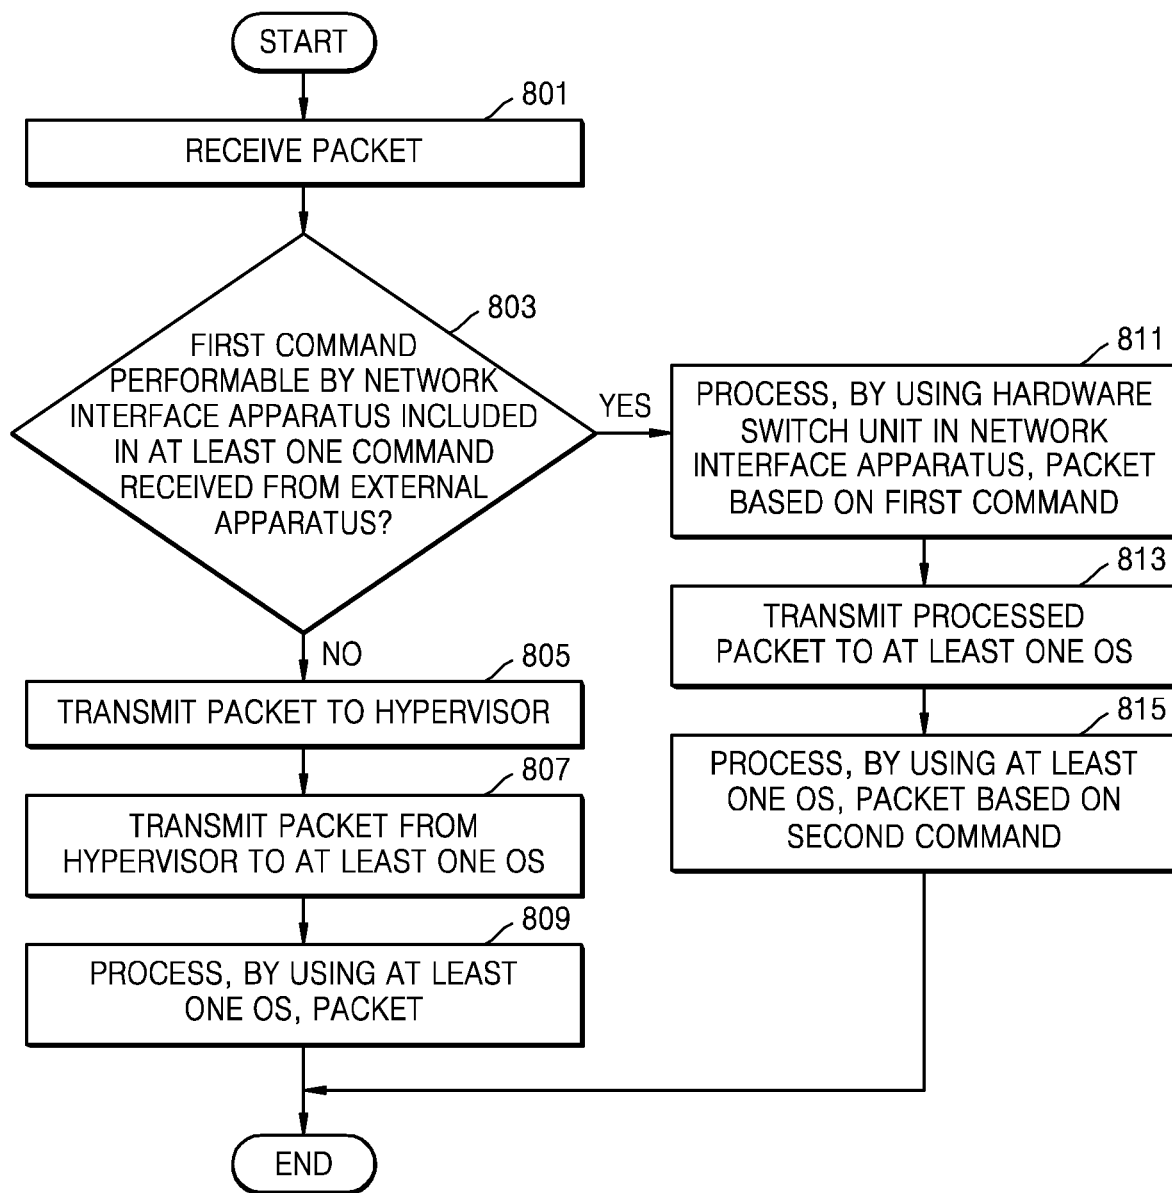 START
801
RECEIVE PACKET
803
FIRST COMMAND
PERFORMABLE BY NETWORK
INTERFACE APPARATUS INCLUDED
IN AT LEAST ONE COMMAND
RECEIVED FROM EXTERNAL
APPARATUS?
YES
811
PROCESS, BY USING HARDWARE
SWITCH UNIT IN NETWORK
INTERFACE APPARATUS, PACKET
BASED ON FIRST COMMAND
813
TRANSMIT PROCESSED
PACKET TO AT LEAST ONE OS
815
PROCESS, BY USING AT LEAST
ONE OS, PACKET BASED ON
SECOND COMMAND
NO
805
TRANSMIT PACKET TO HYPERVISOR
807
TRANSMIT PACKET FROM
HYPERVISOR TO AT LEAST ONE OS
809
PROCESS, BY USING AT LEAST
ONE OS, PACKET
END